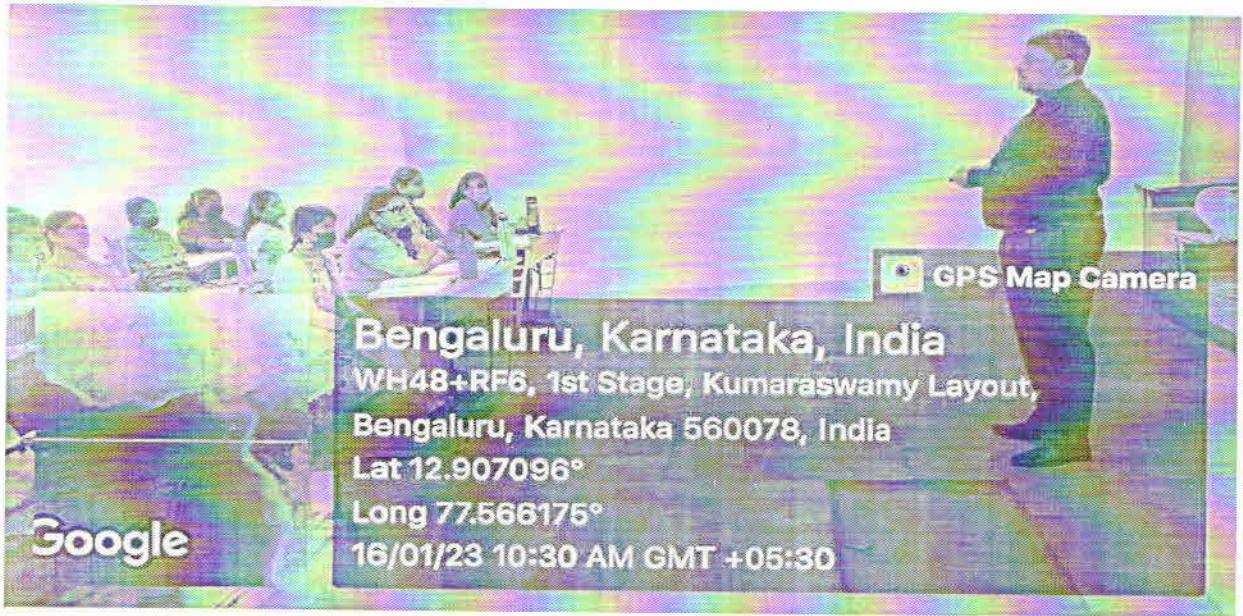 GPS Map Camera
Bengaluru, Karnataka, India
WH48+RF6, 1st Stage, Kumaraswamy Layout,
Bengaluru, Karnataka 560078, India
Lat 12.907096°
Long 77.566175°
16/01/23 10:30 AM GMT +05:30
Google